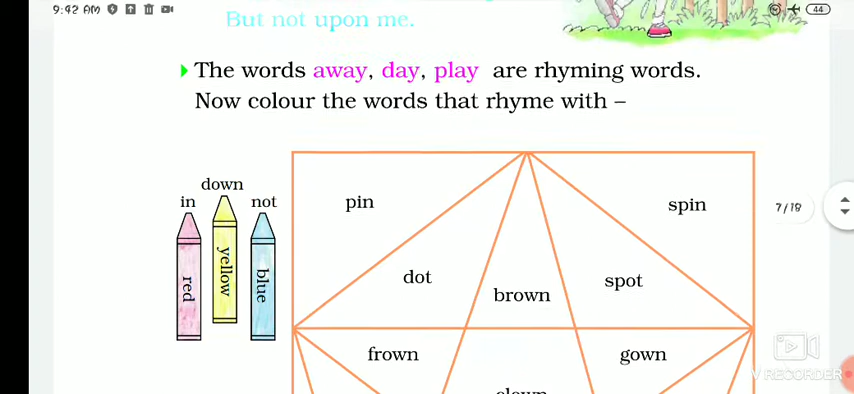 9:42 AM
44
But not upon me.
The words away, day, play are rhyming words.
Now colour the words that rhyme with –
down
in
not
red
yellow
blue
pin
spin
dot
spot
brown
frown
gown
clown
7/19
V RECORDER